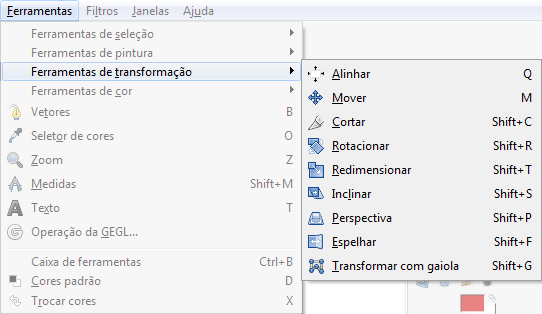 Ferramentas Filtros Janelas Ajuda
Ferramentas de seleção
Ferramentas de pintura
Ferramentas de transformação
Ferramentas de cor
Vetores B
Seletor de cores O
Zoom Z
Medidas Shift+M
Texto T
Operação da GEGL...
Caixa de ferramentas Ctrl+B
Cores padrão D
Trocar cores X
Alinhar Q
Mover M
Cortar Shift+C
Rotacionar Shift+R
Redimensionar Shift+T
Inclinar Shift+S
Perspectiva Shift+P
Espelhar Shift+F
Transformar com gaiola Shift+G